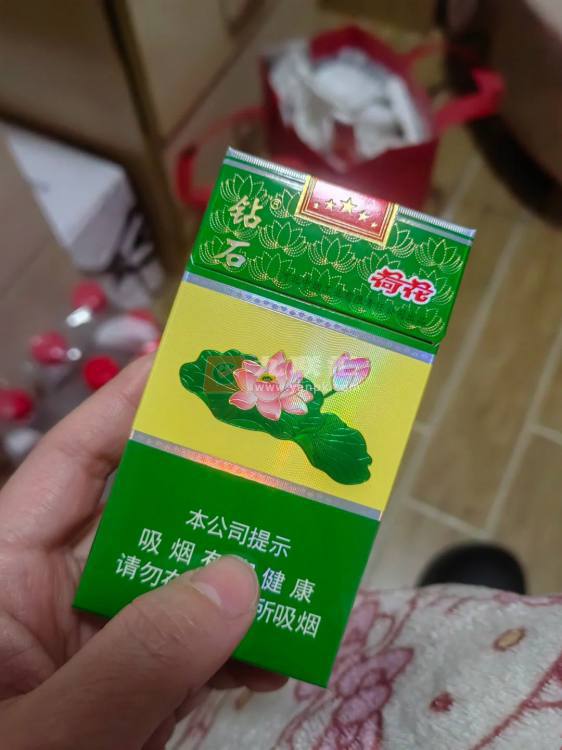 钻石
荷花
本公司提示
吸烟有 健康
请勿在 所吸烟